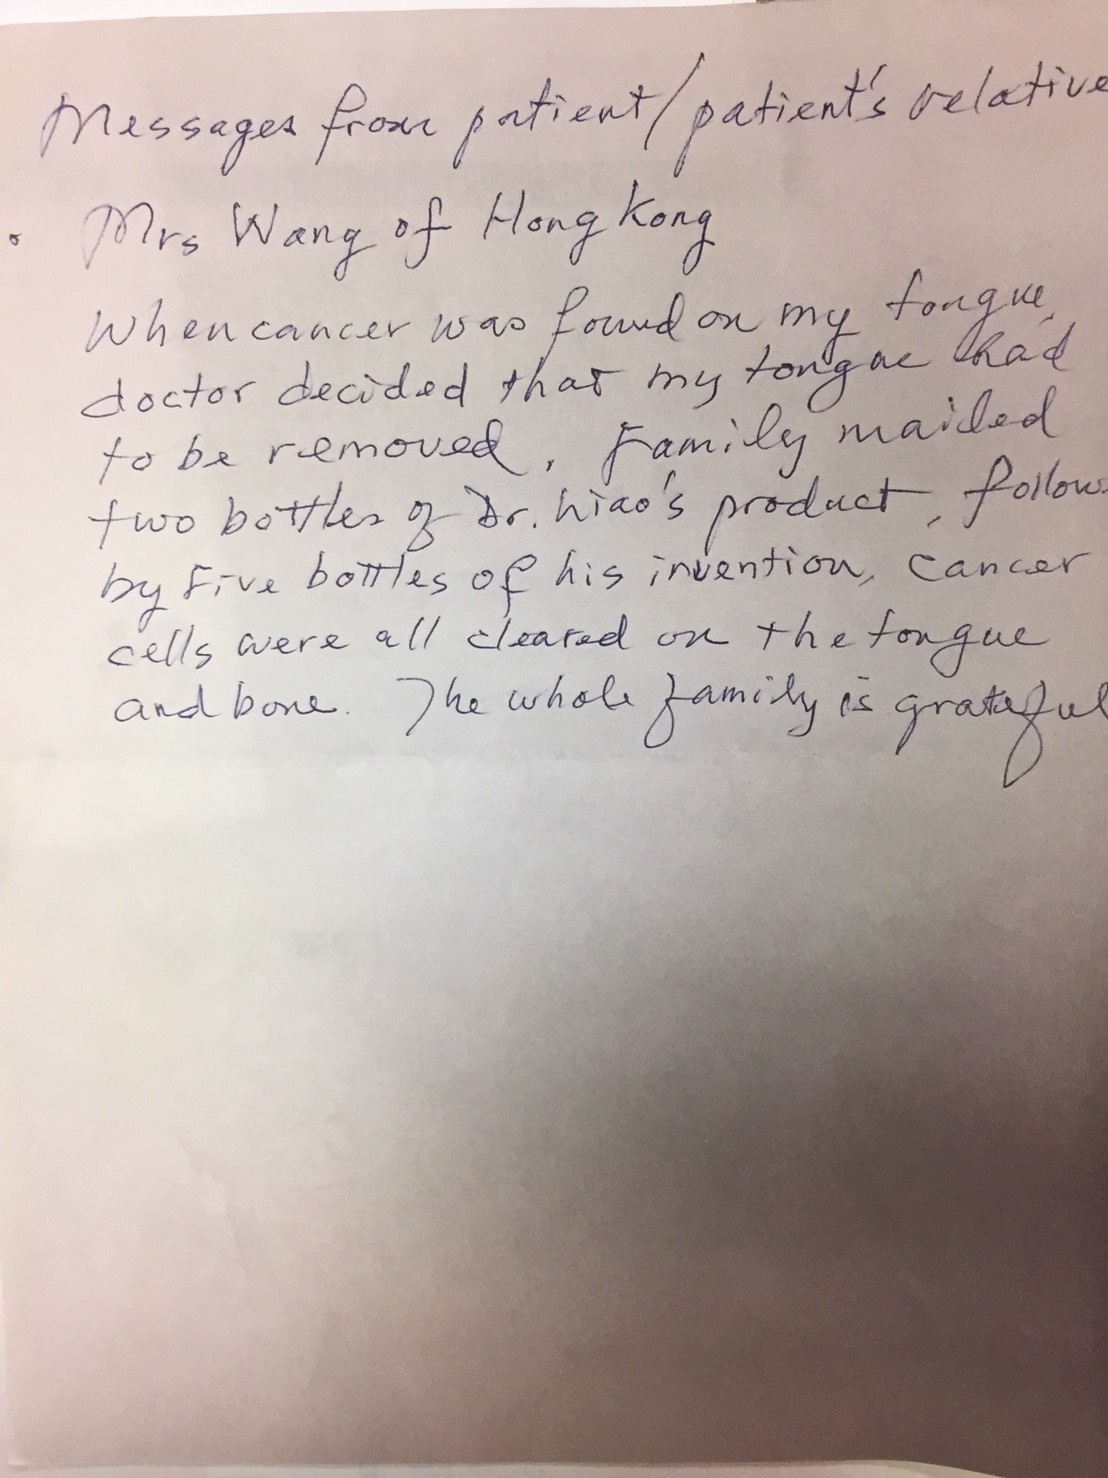 Messages from patient/patient's relative
• Mrs Wang of Hong Kong
When cancer was found on my tongue,
doctor decided that my tongue had
to be removed, Family mailed
two bottles of Dr. Liao's product, follow
by Five bottles of his invention, cancer
cells were all cleared on the tongue
and bone. The whole family is grateful